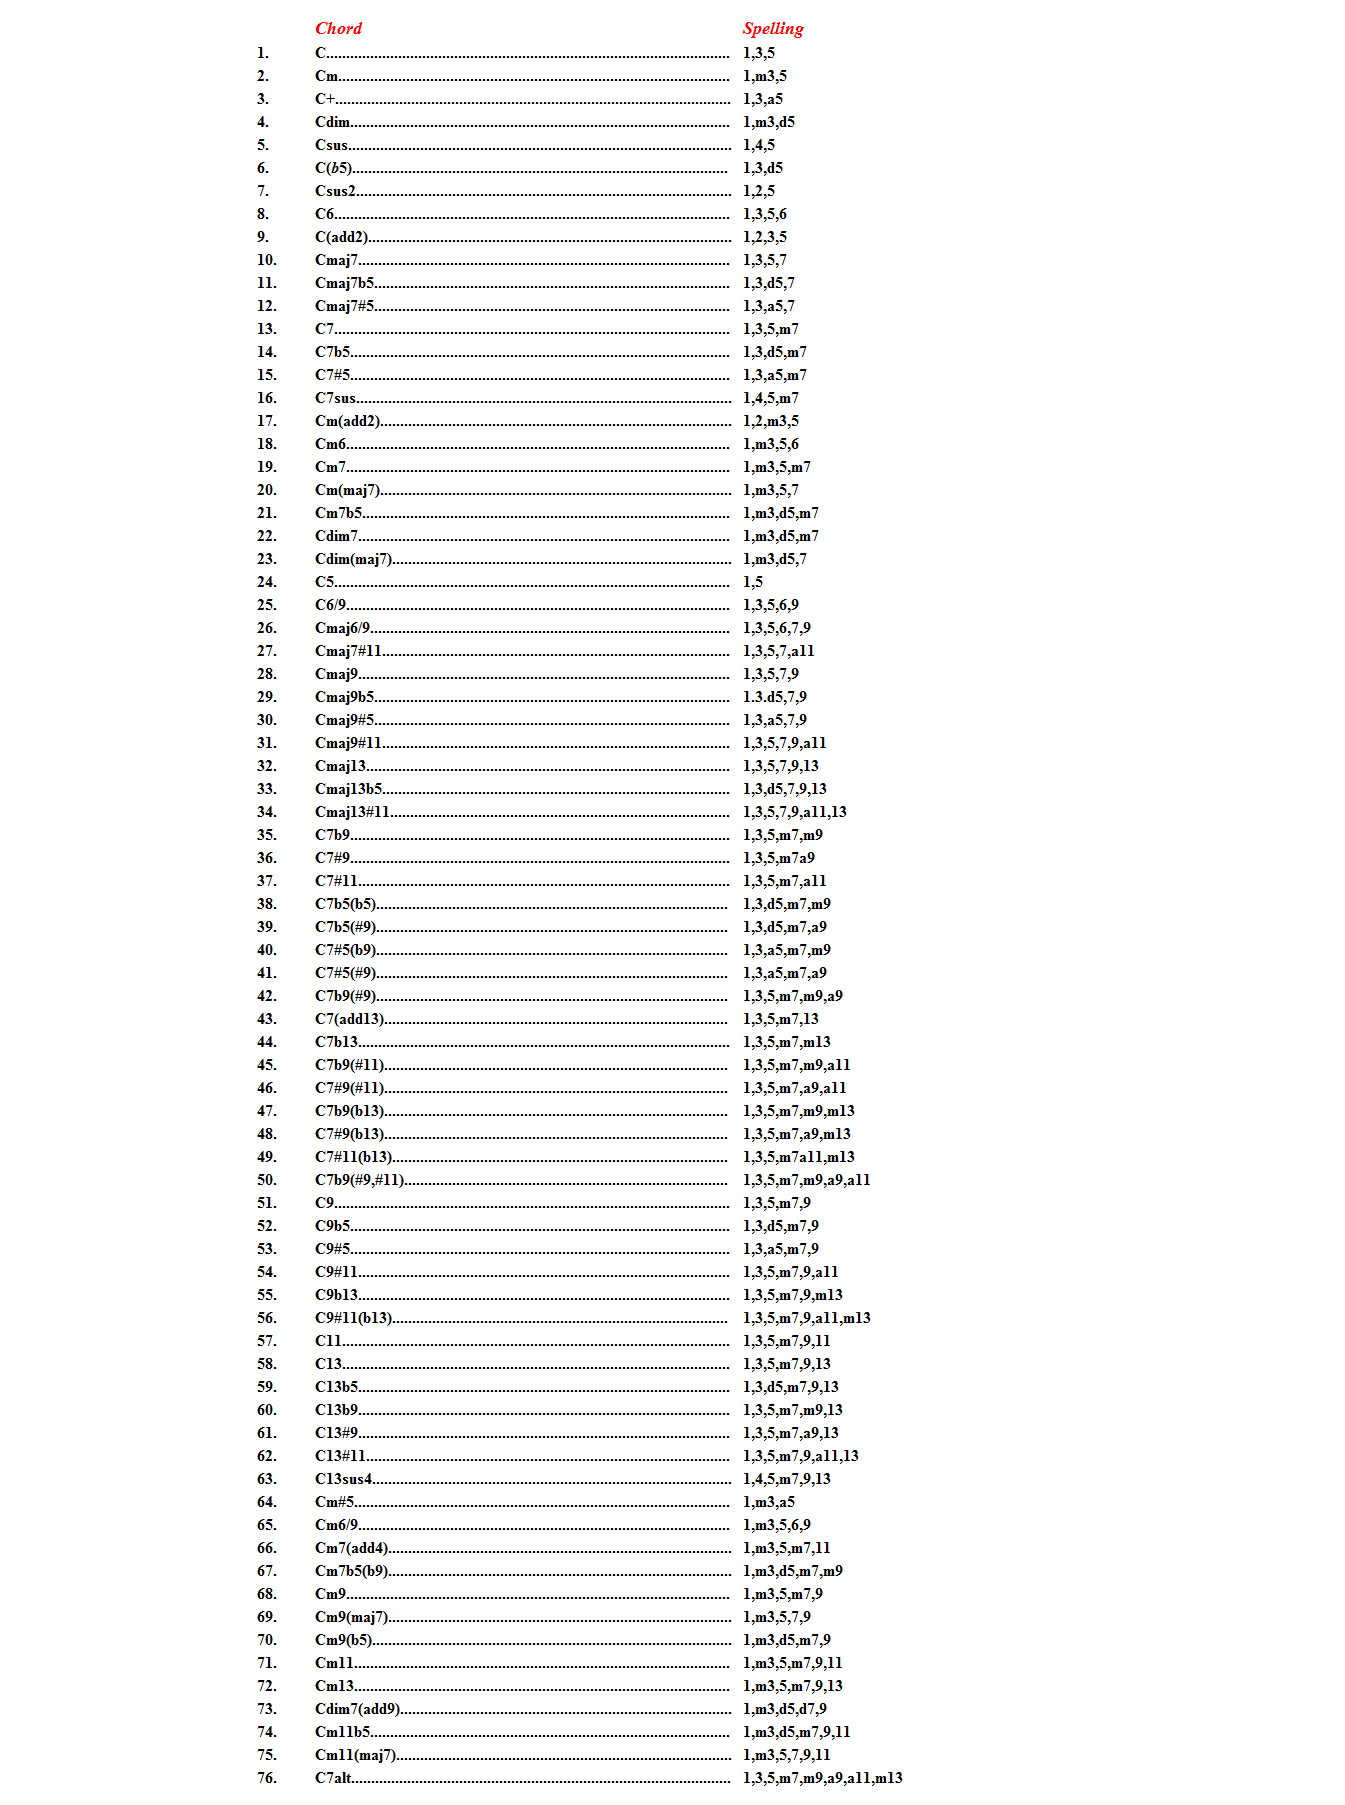 Chord Spelling
1. C..................................................................................................... 1,3,5
2. Cm.................................................................................................. 1,m3,5
3. C+................................................................................................... 1,3,a5
4. Cdim............................................................................................... 1,m3,d5
5. Csus................................................................................................ 1,4,5
6. C(b5).............................................................................................. 1,3,d5
7. Csus2.............................................................................................. 1,2,5
8. C6................................................................................................... 1,3,5,6
9. C(add2)........................................................................................... 1,2,3,5
10. Cmaj7............................................................................................. 1,3,5,7
11. Cmaj7b5......................................................................................... 1,3,d5,7
12. Cmaj7#5......................................................................................... 1,3,a5,7
13. C7................................................................................................... 1,3,5,m7
14. C7b5............................................................................................... 1,3,d5,m7
15. C7#5............................................................................................... 1,3,a5,m7
16. C7sus.............................................................................................. 1,4,5,m7
17. Cm(add2)........................................................................................ 1,2,m3,5
18. Cm6................................................................................................ 1,m3,5,6
19. Cm7................................................................................................ 1,m3,5,m7
20. Cm(maj7)........................................................................................ 1,m3,5,7
21. Cm7b5............................................................................................ 1,m3,d5,m7
22. Cdim7............................................................................................. 1,m3,d5,m7
23. Cdim(maj7)..................................................................................... 1,m3,d5,7
24. C5................................................................................................... 1,5
25. C6/9................................................................................................ 1,3,5,6,9
26. Cmaj6/9.......................................................................................... 1,3,5,6,7,9
27. Cmaj7#11....................................................................................... 1,3,5,7,a11
28. Cmaj9............................................................................................. 1,3,5,7,9
29. Cmaj9b5......................................................................................... 1.3.d5,7,9
30. Cmaj9#5......................................................................................... 1,3,a5,7,9
31. Cmaj9#11....................................................................................... 1,3,5,7,9,a11
32. Cmaj13........................................................................................... 1,3,5,7,9,13
33. Cmaj13b5....................................................................................... 1,3,d5,7,9,13
34. Cmaj13#11..................................................................................... 1,3,5,7,9,a11,13
35. C7b9............................................................................................... 1,3,5,m7,m9
36. C7#9............................................................................................... 1,3,5,m7a9
37. C7#11............................................................................................. 1,3,5,m7,a11
38. C7b5(b5)........................................................................................ 1,3,d5,m7,m9
39. C7b5(#9)........................................................................................ 1,3,d5,m7,a9
40. C7#5(b9)........................................................................................ 1,3,a5,m7,m9
41. C7#5(#9)........................................................................................ 1,3,a5,m7,a9
42. C7b9(#9)........................................................................................ 1,3,5,m7,m9,a9
43. C7(add13)...................................................................................... 1,3,5,m7,13
44. C7b13............................................................................................. 1,3,5,m7,m13
45. C7b9(#11)...................................................................................... 1,3,5,m7,m9,a11
46. C7#9(#11)...................................................................................... 1,3,5,m7,a9,a11
47. C7b9(b13)...................................................................................... 1,3,5,m7,m9,m13
48. C7#9(b13)...................................................................................... 1,3,5,m7,a9,m13
49. C7#11(b13).................................................................................... 1,3,5,m7a11,m13
50. C7b9(#9,#11)................................................................................. 1,3,5,m7,m9,a9,a11
51. C9................................................................................................... 1,3,5,m7,9
52. C9b5............................................................................................... 1,3,d5,m7,9
53. C9#5............................................................................................... 1,3,a5,m7,9
54. C9#11............................................................................................. 1,3,5,m7,9,a11
55. C9b13............................................................................................. 1,3,5,m7,9,m13
56. C9#11(b13).................................................................................... 1,3,5,m7,9,a11,m13
57. C11................................................................................................. 1,3,5,m7,9,11
58. C13................................................................................................. 1,3,5,m7,9,13
59. C13b5............................................................................................. 1,3,d5,m7,9,13
60. C13b9............................................................................................. 1,3,5,m7,m9,13
61. C13#9............................................................................................. 1,3,5,m7,a9,13
62. C13#11........................................................................................... 1,3,5,m7,9,a11,13
63. C13sus4.......................................................................................... 1,4,5,m7,9,13
64. Cm#5.............................................................................................. 1,m3,a5
65. Cm6/9............................................................................................. 1,m3,5,6,9
66. Cm7(add4)...................................................................................... 1,m3,5,m7,11
67. Cm7b5(b9)...................................................................................... 1,m3,d5,m7,m9
68. Cm9................................................................................................ 1,m3,5,m7,9
69. Cm9(maj7)...................................................................................... 1,m3,5,7,9
70. Cm9(b5).......................................................................................... 1,m3,d5,m7,9
71. Cm11.............................................................................................. 1,m3,5,m7,9,11
72. Cm13.............................................................................................. 1,m3,5,m7,9,13
73. Cdim7(add9)................................................................................... 1,m3,d5,d7,9
74. Cm11b5.......................................................................................... 1,m3,d5,m7,9,11
75. Cm11(maj7).................................................................................... 1,m3,5,7,9,11
76. C7alt............................................................................................... 1,3,5,m7,m9,a9,a11,m13